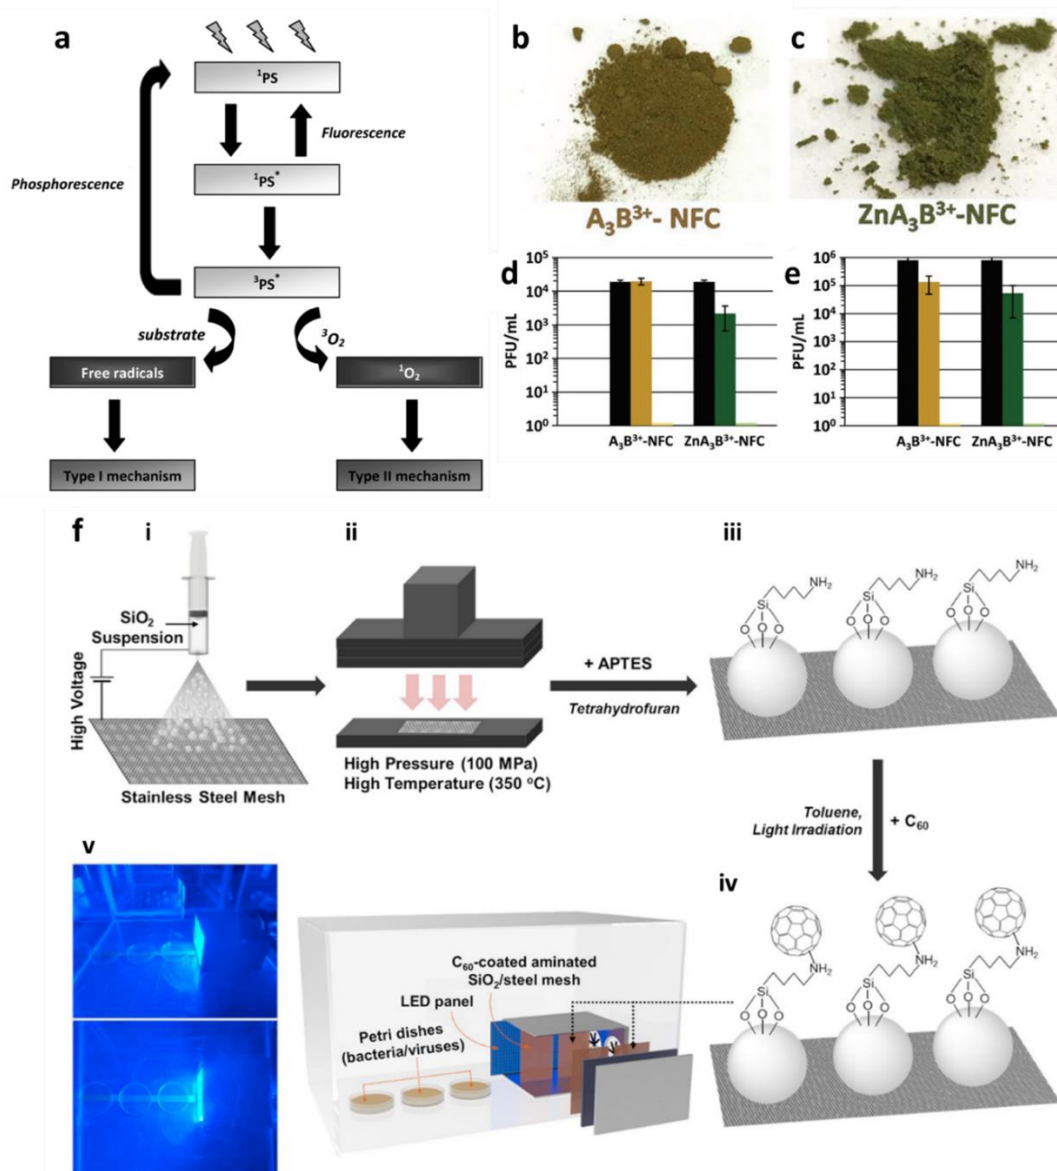 a
¹PS
Fluorescence
¹PS*
Phosphorescence
³PS*
substrate
³O₂
Free radicals
¹O₂
Type I mechanism
Type II mechanism
b
A₃B³⁺- NFC
c
ZnA₃B³⁺-NFC
d
PFU/mL
10⁵
10⁴
10³
10²
10¹
10⁰
A₃B³⁺-NFC
ZnA₃B³⁺-NFC
e
PFU/mL
10⁶
10⁵
10⁴
10³
10²
10¹
10⁰
A₃B³⁺-NFC
ZnA₃B³⁺-NFC
f
i
SiO₂
Suspension
High Voltage
Stainless Steel Mesh
ii
High Pressure (100 MPa)
High Temperature (350 °C)
+ APTES
Tetrahydrofuran
iii
NH₂
Si
O
O
O
NH₂
Si
O
O
O
NH₂
Si
O
O
O
Toluene,
Light Irradiation
+ C₆₀
iv
NH₂
Si
O
O
O
NH₂
Si
O
O
O
NH₂
Si
O
O
O
v
C₆₀-coated aminated
SiO₂/steel mesh
LED panel
Petri dishes
(bacteria/viruses)